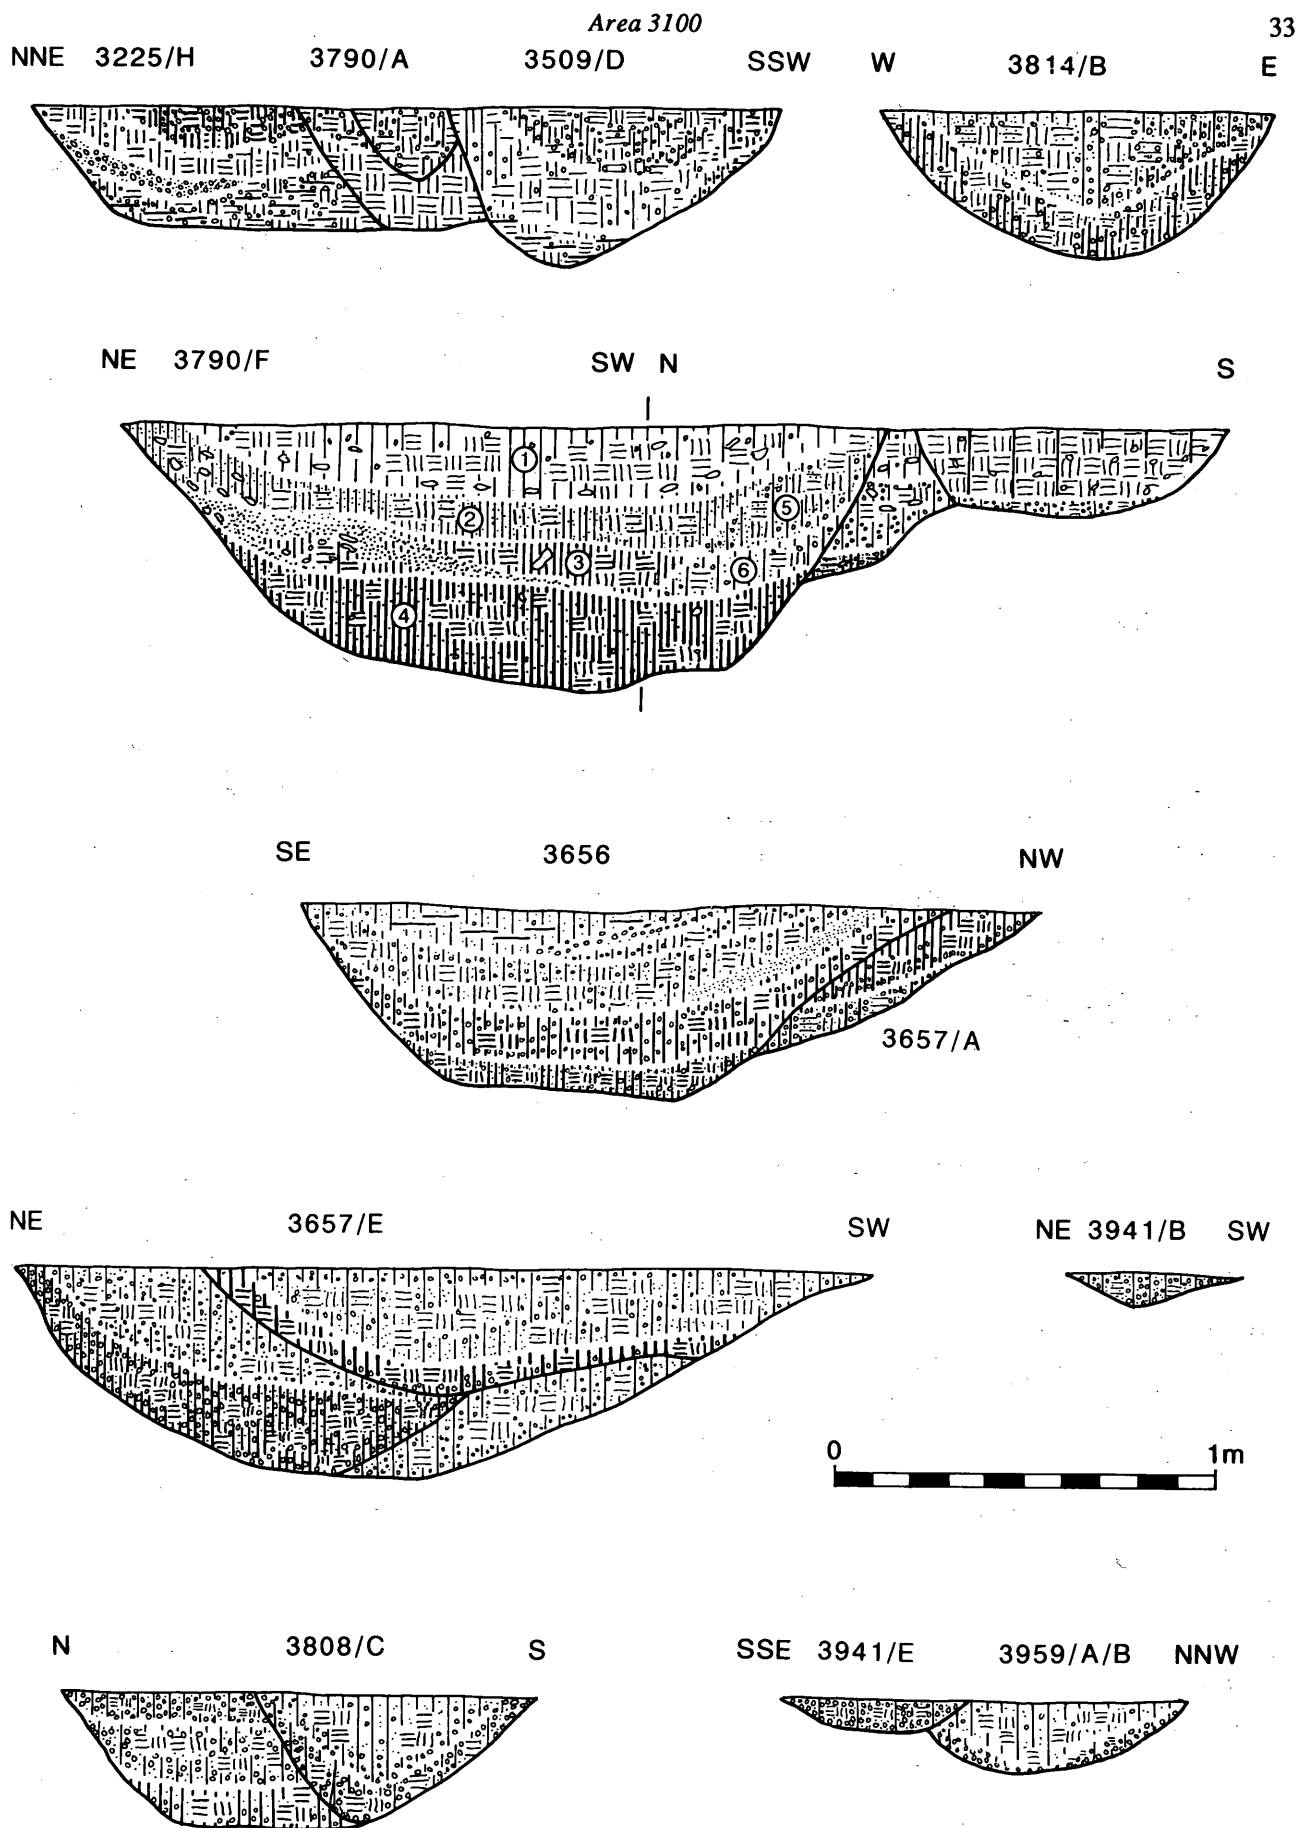 Area 3100
33
NNE 3225/H 3790/A 3509/D SSW W 3814/B E
NE 3790/F SW N S
1
2
5
3
6
4
SE 3656 NW
3657/A
NE 3657/E SW NE 3941/B SW
0 1m
N 3808/C S SSE 3941/E 3959/A/B NNW